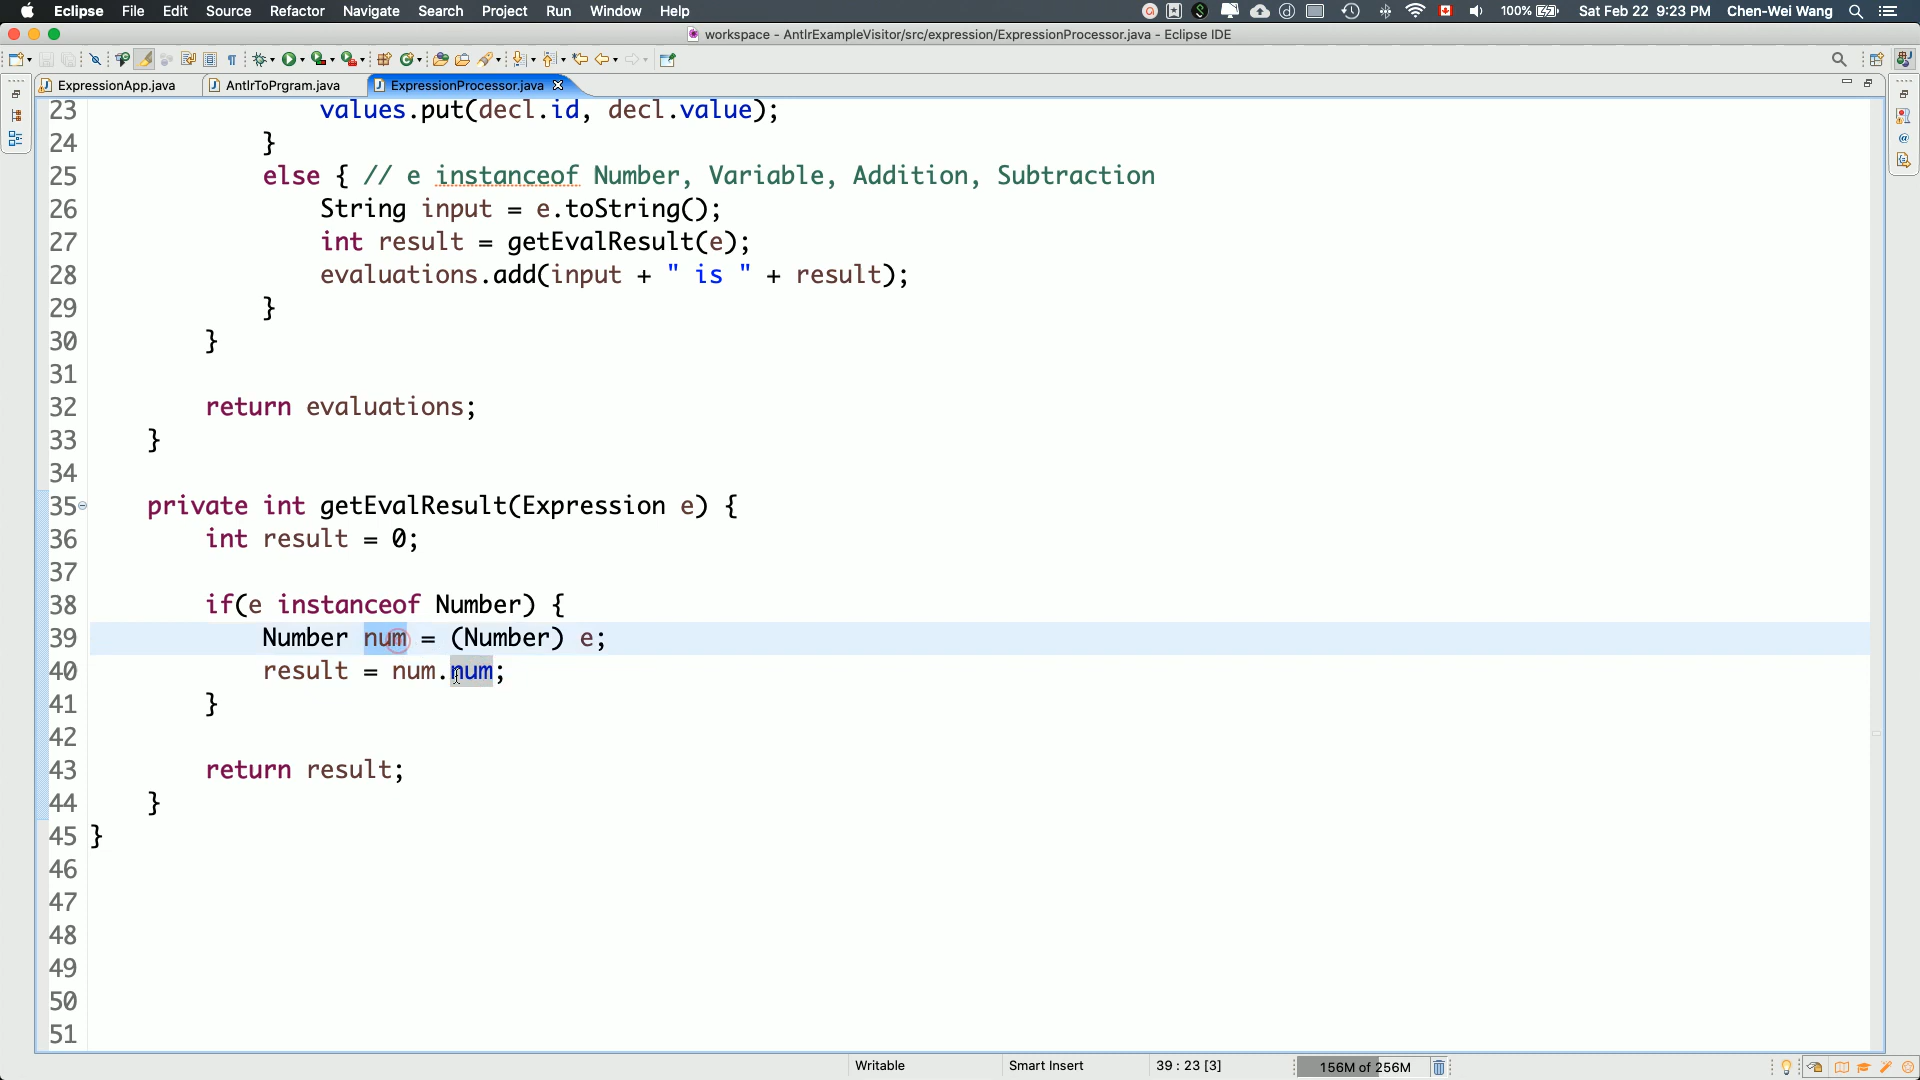 Eclipse File Edit Source Refactor Navigate Search Project Run Window Help 100% Sat Feb 22 9:23 PM Chen-Wei Wang
workspace - AntlrExampleVisitor/src/expression/ExpressionProcessor.java - Eclipse IDE
ExpressionApp.java AntlrToPrgram.java ExpressionProcessor.java
23 values.put(decl.id, decl.value);
24 }
25 else { // e instanceof Number, Variable, Addition, Subtraction
26 String input = e.toString();
27 int result = getEvalResult(e);
28 evaluations.add(input + " is " + result);
29 }
30 }
31
32 return evaluations;
33 }
34
35 private int getEvalResult(Expression e) {
36 int result = 0;
37
38 if(e instanceof Number) {
39 Number num = (Number) e;
40 result = num.num;
41 }
42
43 return result;
44 }
45 }
46
47
48
49
50
51
Writable Smart Insert 39 : 23 [3] 156M of 256M